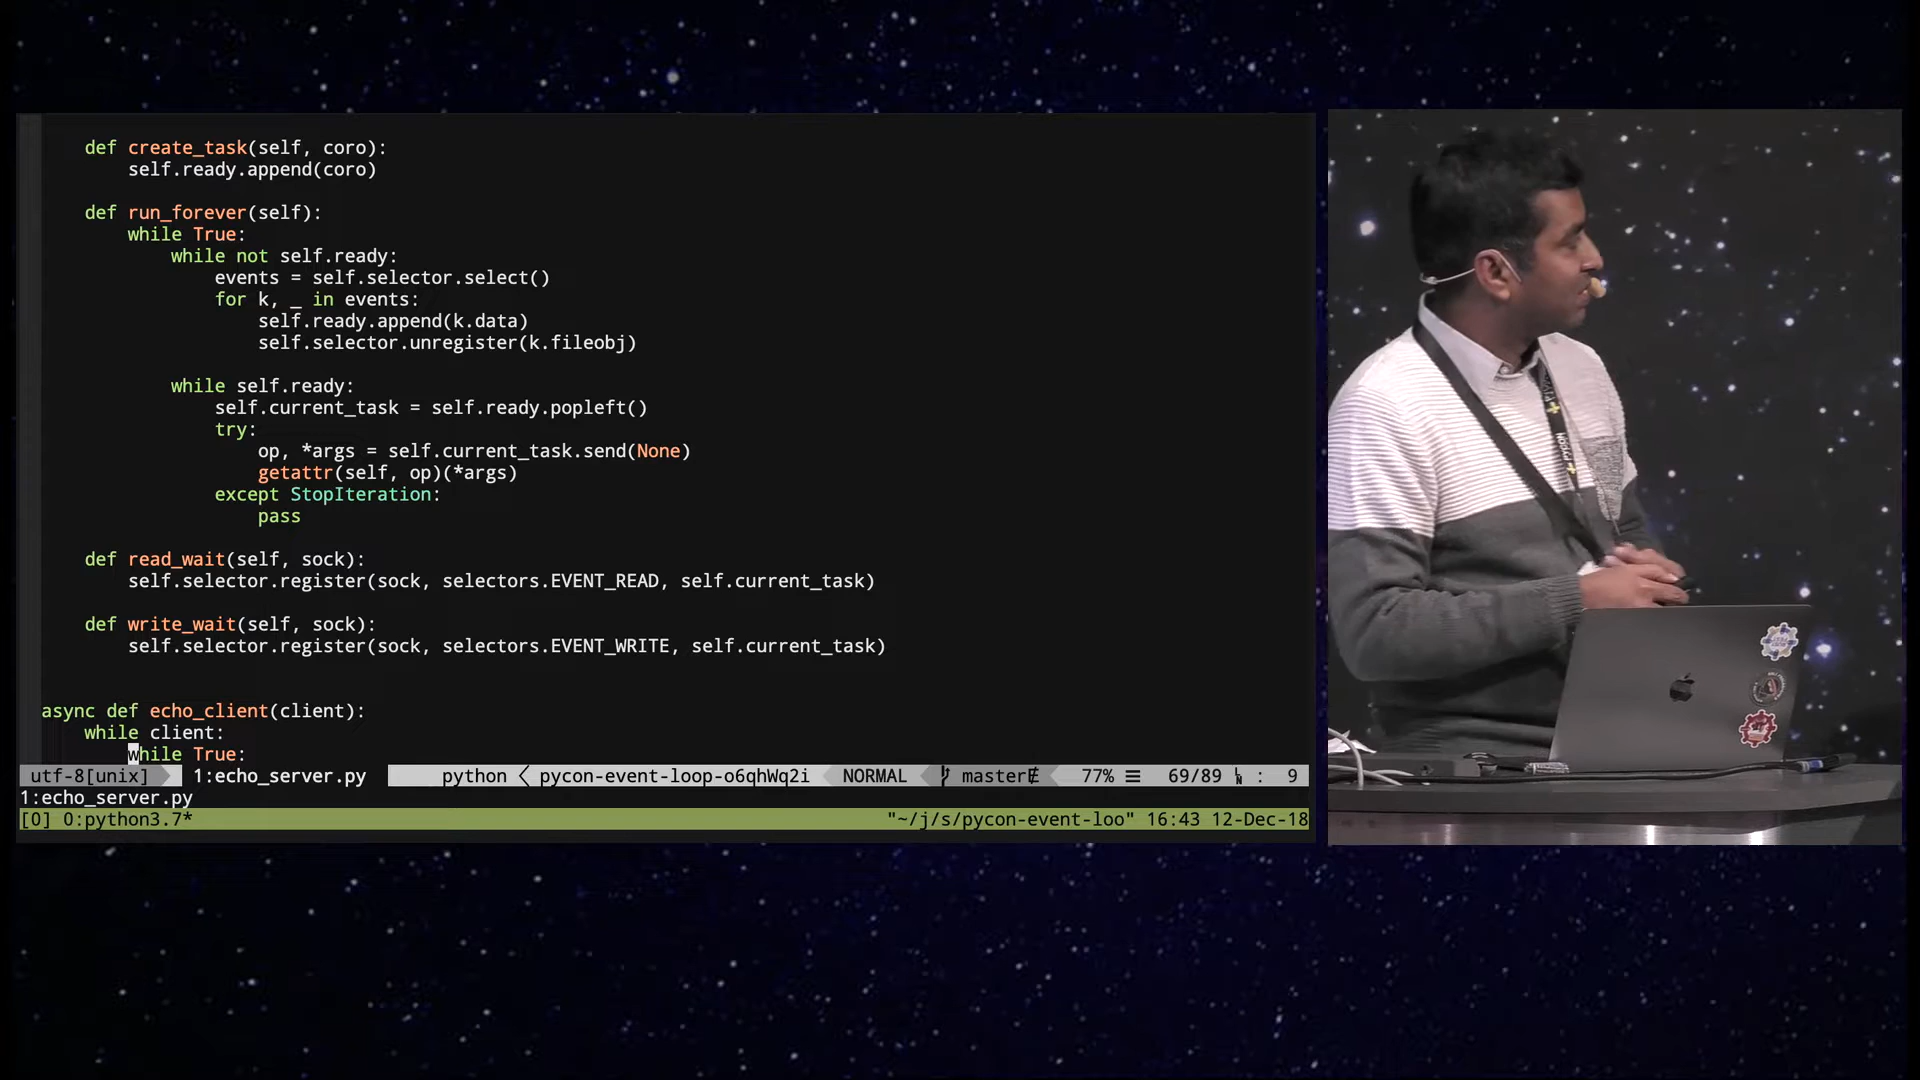 def create_task(self, coro):
self.ready.append(coro)
def run_forever(self):
while True:
while not self.ready:
events = self.selector.select()
for k, _ in events:
self.ready.append(k.data)
self.selector.unregister(k.fileobj)
while self.ready:
self.current_task = self.ready.popleft()
try:
op, *args = self.current_task.send(None)
getattr(self, op)(*args)
except StopIteration:
pass
def read_wait(self, sock):
self.selector.register(sock, selectors.EVENT_READ, self.current_task)
def write_wait(self, sock):
self.selector.register(sock, selectors.EVENT_WRITE, self.current_task)
async def echo_client(client):
while client:
while True:
utf-8[unix] 1:echo_server.py python < pycon-event-loop-o6qhWq2i NORMAL master 77% ☰ 69/89 : 9
1:echo_server.py
[0] 0:python3.7* "~/j/s/pycon-event-loo" 16:43 12-Dec-18